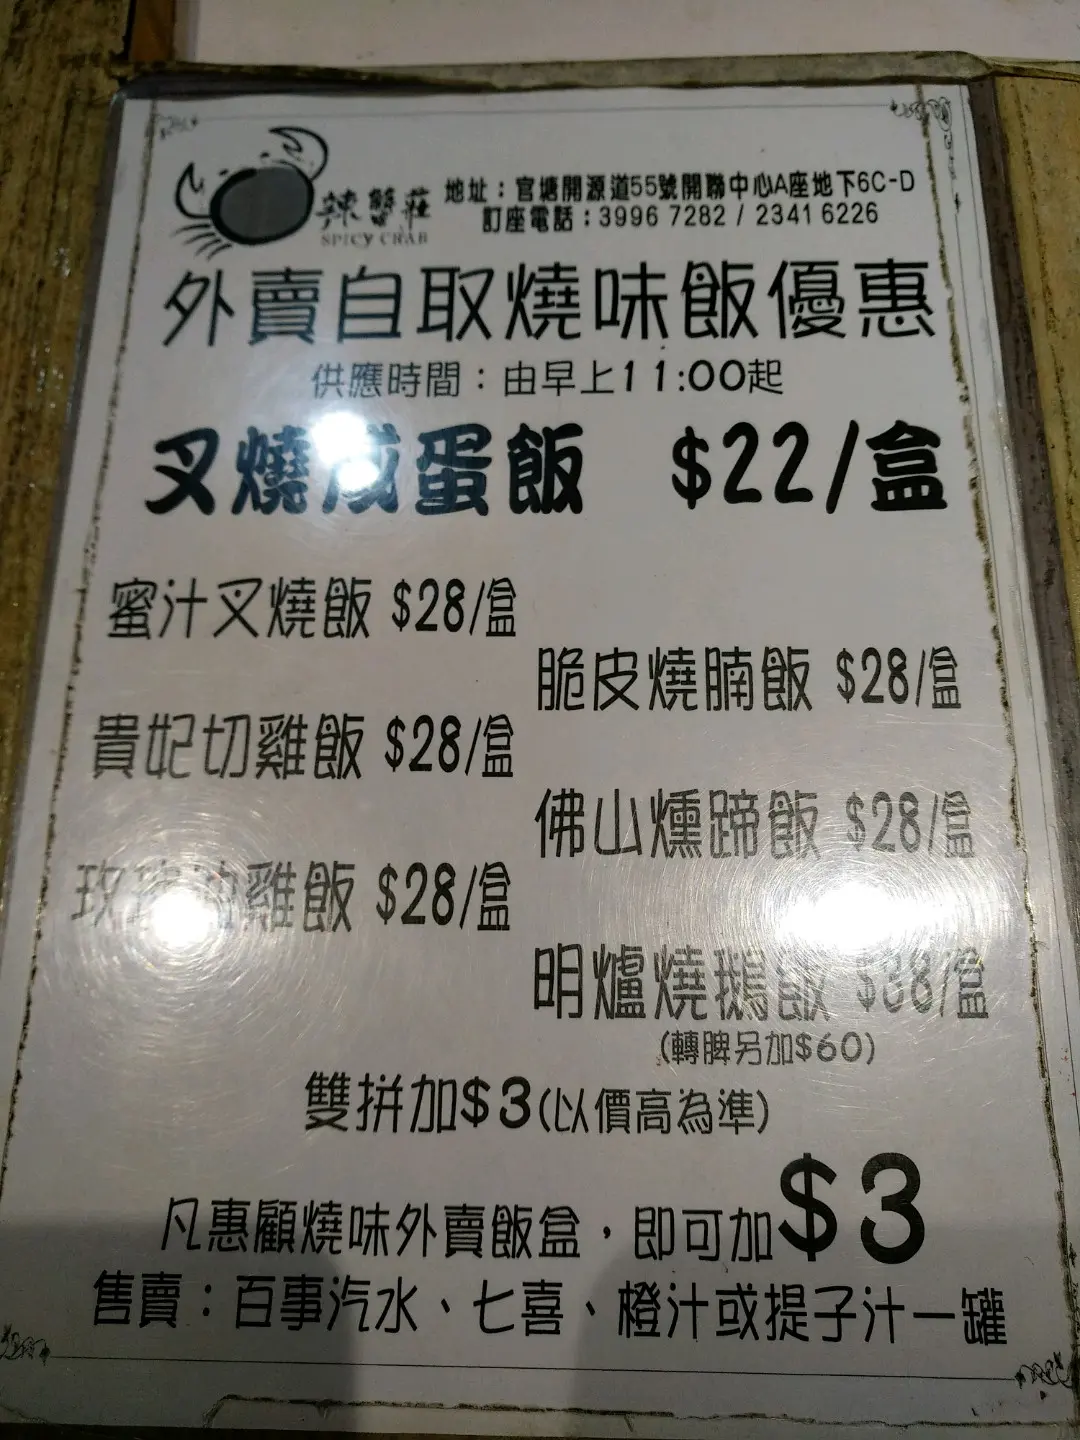 辣蟹莊
SPICY CRAB
地址：官塘開源道55號開聯中心A座地下6C-D
訂座電話：3996 7282 / 2341 6226
外賣自取燒味飯優惠
供應時間：由早上11:00起
叉燒咸蛋飯 $22/盒
蜜汁叉燒飯 $28/盒
脆皮燒腩飯 $28/盒
貴妃切雞飯 $28/盒
佛山燻蹄飯 $28/盒
玫瑰油雞飯 $28/盒
明爐燒鵝飯 $38/盒
(轉脾另加$60)
雙拼加$3(以價高為準)
凡惠顧燒味外賣飯盒，即可加$3
售賣：百事汽水、七喜、橙汁或提子汁一罐